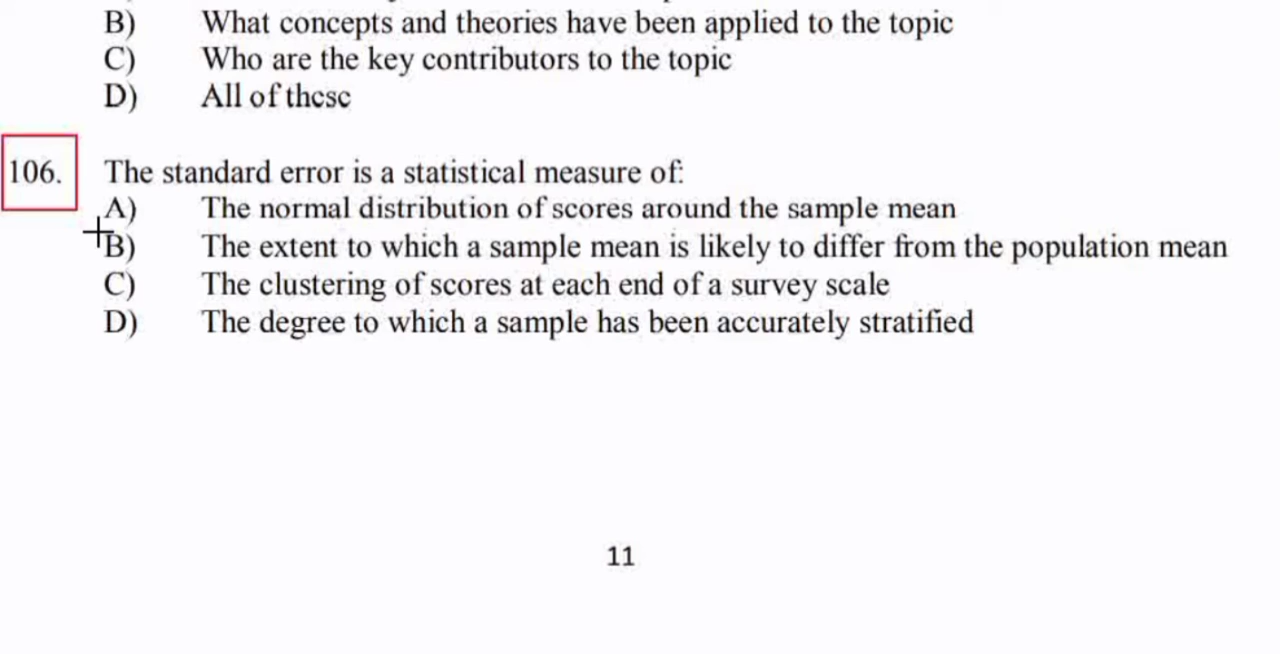 B) What concepts and theories have been applied to the topic
C) Who are the key contributors to the topic
D) All of these
106. The standard error is a statistical measure of:
A) The normal distribution of scores around the sample mean
B) The extent to which a sample mean is likely to differ from the population mean
C) The clustering of scores at each end of a survey scale
D) The degree to which a sample has been accurately stratified
11